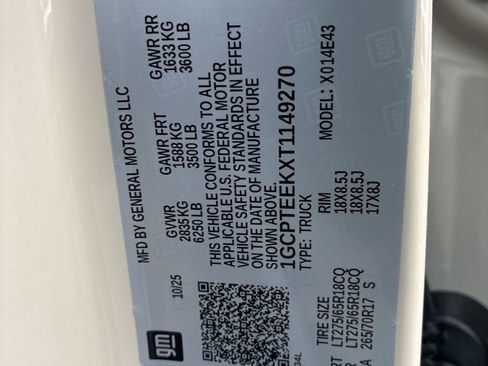 MFD BY GENERAL MOTORS LLC
10/25
GVWR
2835 KG
6250 LB
GAWR FRT
1588 KG
3500 LB
GAWR RR
1633 KG
3600 LB
THIS VEHICLE CONFORMS TO ALL
APPLICABLE U.S. FEDERAL MOTOR
VEHICLE SAFETY STANDARDS IN EFFECT
ON THE DATE OF MANUFACTURE
SHOWN ABOVE.
1GCPTEEKXT1149270
TYPE: TRUCK
MODEL: X014E43
gm
34L
TIRE SIZE
RIM
LT275/65R18CQ
18X8.5J
LT275/65R18CQ
18X8.5J
265/70R17 S
17X8J